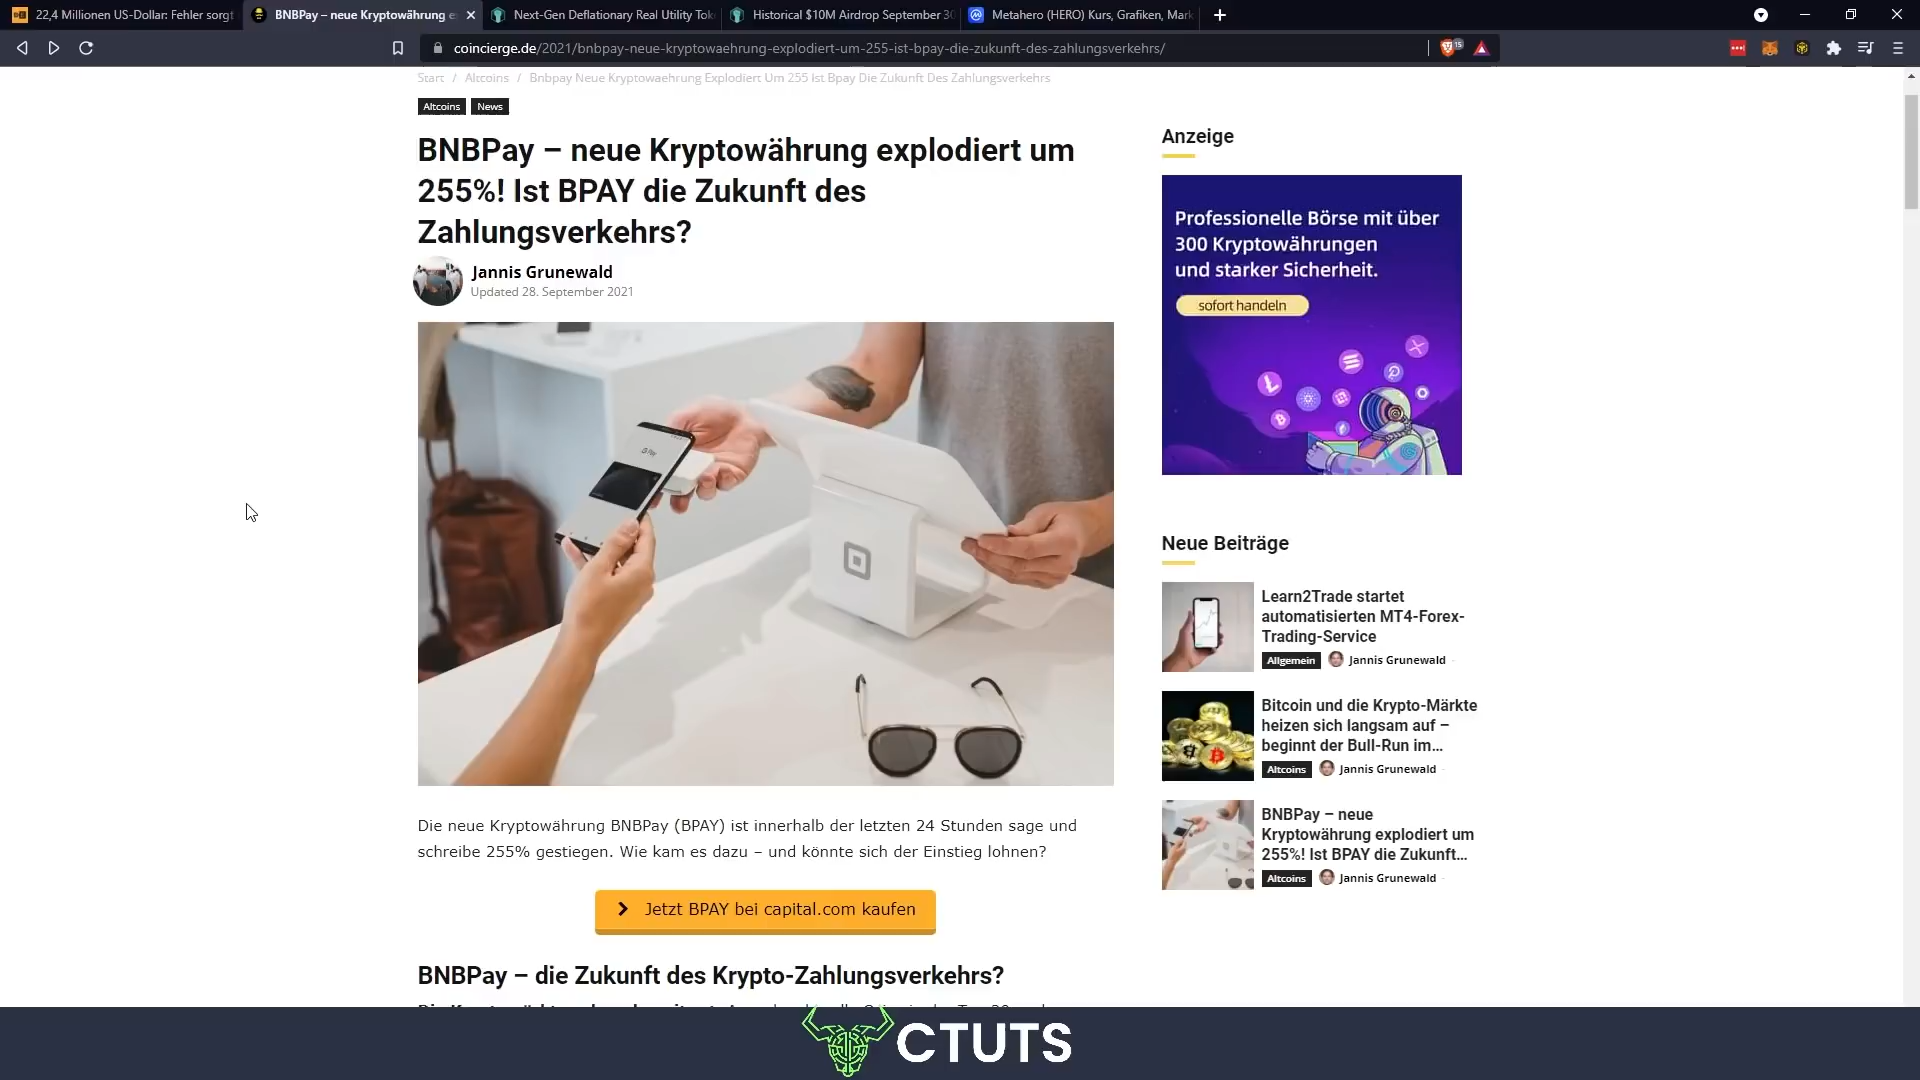 22,4 Millionen US-Dollar: Fehler sorgt
BNBPay – neue Kryptowährung e
Next-Gen Deflationary Real Utility Tok
Historical $10M Airdrop September 30
Metahero (HERO) Kurs, Grafiken, Mark
coincierge.de/2021/bnbpay-neue-kryptowaehrung-explodiert-um-255-ist-bpay-die-zukunft-des-zahlungsverkehrs/
15
Start / Altcoins / Bnbpay Neue Kryptowaehrung Explodiert Um 255 Ist Bpay Die Zukunft Des Zahlungsverkehrs
Altcoins News
BNBPay – neue Kryptowährung explodiert um
255%! Ist BPAY die Zukunft des
Zahlungsverkehrs?
Jannis Grunewald
Updated 28. September 2021
Die neue Kryptowährung BNBPay (BPAY) ist innerhalb der letzten 24 Stunden sage und
schreibe 255% gestiegen. Wie kam es dazu – und könnte sich der Einstieg lohnen?
Jetzt BPAY bei capital.com kaufen
BNBPay – die Zukunft des Krypto-Zahlungsverkehrs?
Anzeige
Professionelle Börse mit über
300 Kryptowährungen
und starker Sicherheit.
sofort handeln
Neue Beiträge
Learn2Trade startet
automatisierten MT4-Forex-
Trading-Service
Allgemein Jannis Grunewald -
Bitcoin und die Krypto-Märkte
heizen sich langsam auf –
beginnt der Bull-Run im...
Altcoins Jannis Grunewald -
BNBPay – neue
Kryptowährung explodiert um
255%! Ist BPAY die Zukunft...
Altcoins Jannis Grunewald -
CTUTS